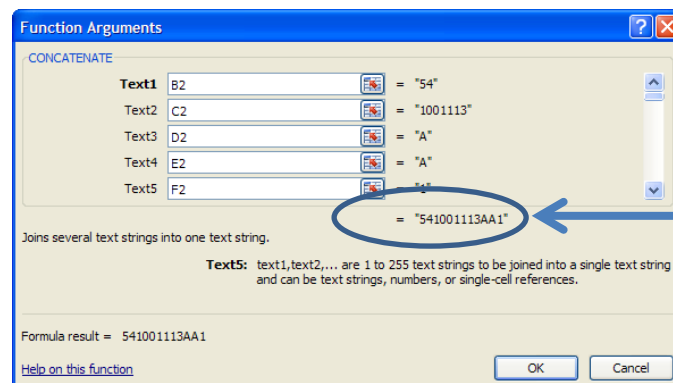 Function Arguments
CONCATENATE
Text1 B2 = "54"
Text2 C2 = "1001113"
Text3 D2 = "A"
Text4 E2 = "A"
Text5 F2 = "1"
= "541001113AA1"
Joins several text strings into one text string.
Text5: text1,text2,... are 1 to 255 text strings to be joined into a single text string
and can be text strings, numbers, or single-cell references.
Formula result = 541001113AA1
Help on this function
OK Cancel